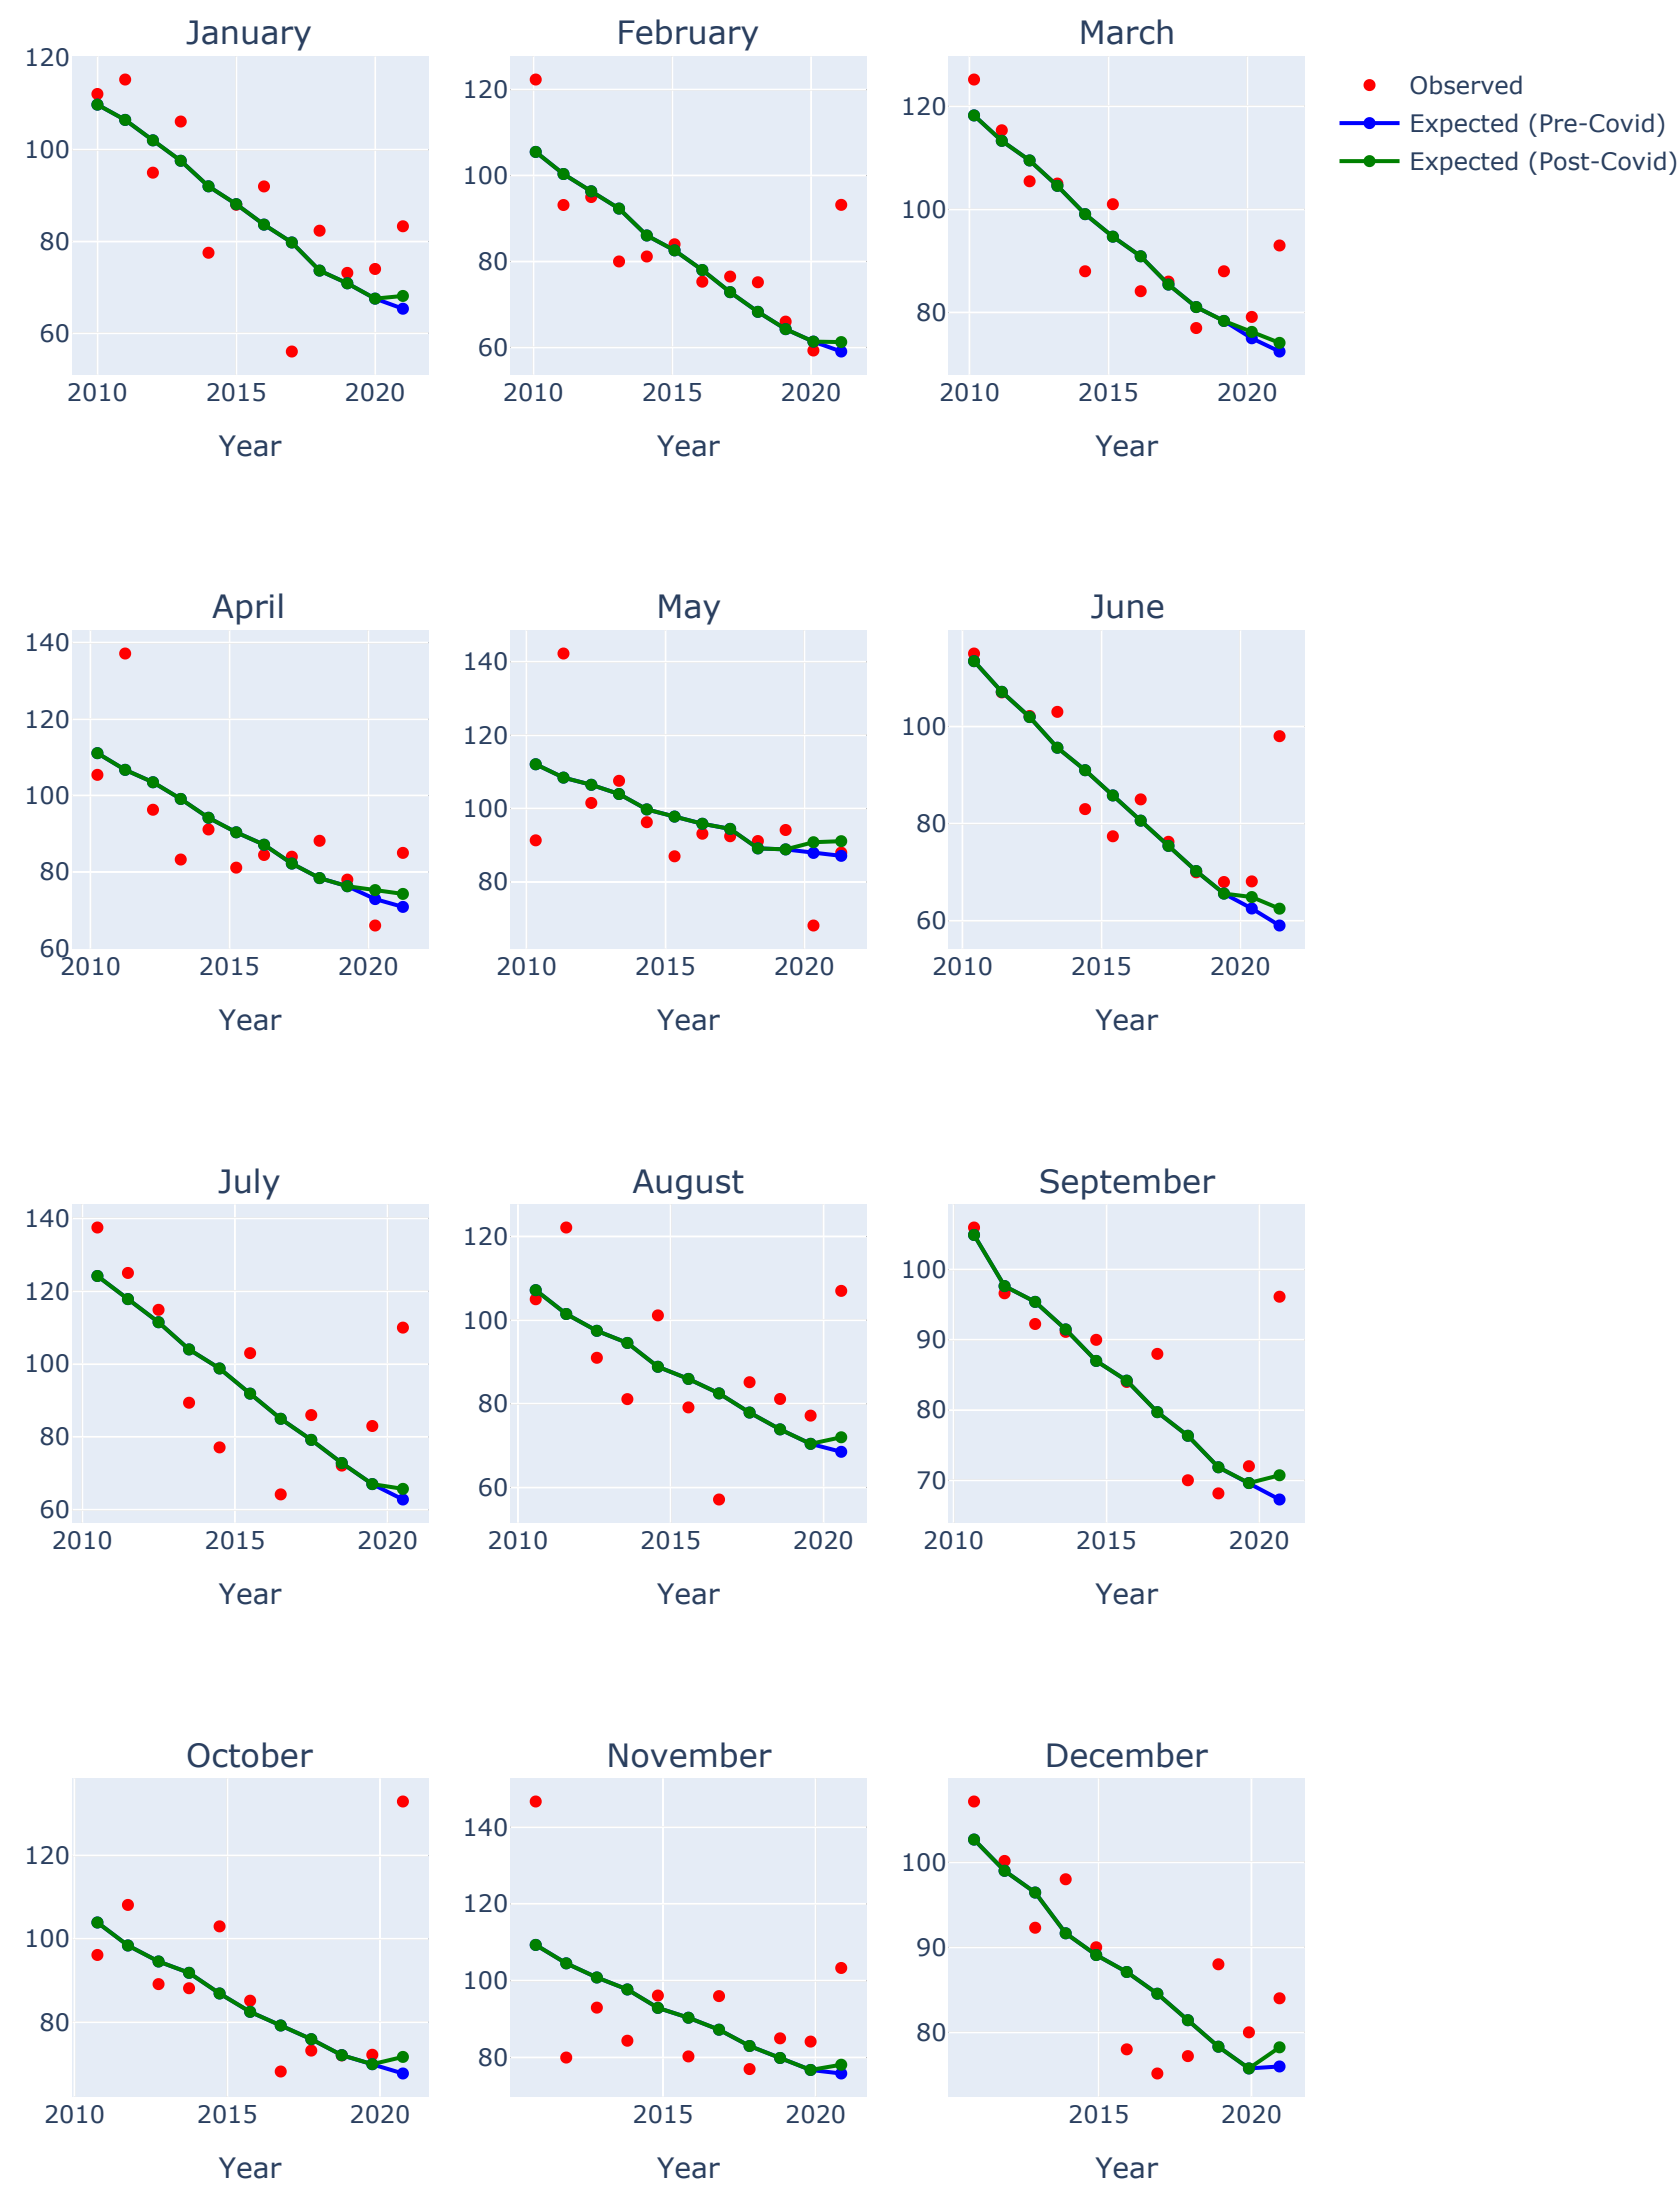 January
February
March
120
100
80
60
2010
2015
2020
Year
120
100
80
60
2010
2015
2020
Year
120
100
80
2010
2015
2020
Year
Observed
Expected (Pre-Covid)
Expected (Post-Covid)
April
May
June
140
120
100
80
60
2010
2015
2020
Year
140
120
100
80
2010
2015
2020
Year
100
80
60
2010
2015
2020
Year
July
August
September
140
120
100
80
60
2010
2015
2020
Year
120
100
80
60
2010
2015
2020
Year
100
90
80
70
2010
2015
2020
Year
October
November
December
120
100
80
2010
2015
2020
Year
140
120
100
80
2015
2020
Year
100
90
80
2015
2020
Year